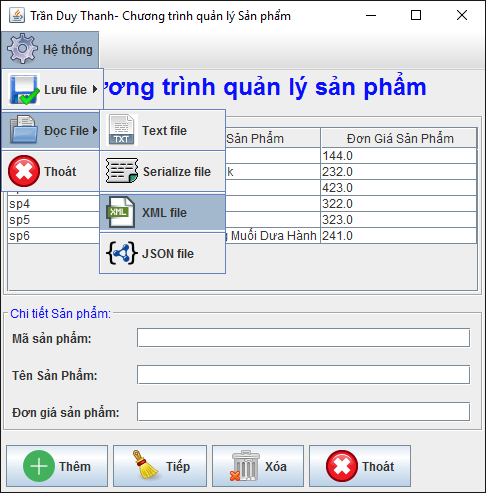 Trần Duy Thanh- Chương trình quản lý Sản phẩm
Hệ thống
ương trình quản lý sản phẩm
Lưu file
Đọc File
Thoát
Text file
Serialize file
XML file
JSON file
Sản Phẩm Đơn Giá Sản Phẩm
144.0
k 232.0
423.0
sp4 322.0
sp5 323.0
sp6 g Muối Dưa Hành 241.0
Chi tiết Sản phẩm:
Mã sản phẩm:
Tên Sản Phẩm:
Đơn giá sản phẩm:
Thêm Tiếp Xóa Thoát